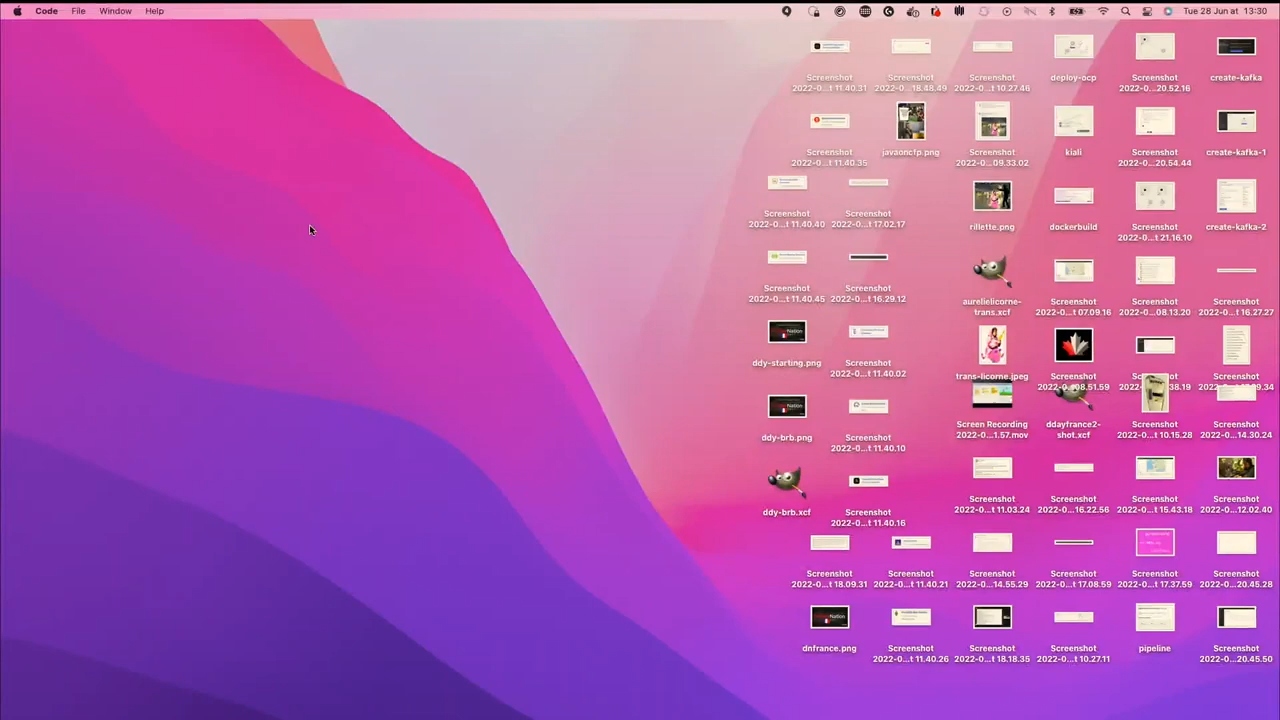 Code File Window Help Tue 28 Jun at 13:30
Screenshot Screenshot Screenshot deploy-ocp Screenshot create-kafka
2022-0...t 11.40.31 2022-0... 18.48.49 2022-0...t 10.27.46 2022-0...20.52.16
Screenshot javaoncfp.png Screenshot kiali Screenshot create-kafka-1
2022-0...t 11.40.35 2022-0...09.33.02 2022-0...20.54.44
Screenshot Screenshot rillette.png dockerbuild Screenshot create-kafka-2
2022-0...t 11.40.40 2022-0...t 17.02.17 2022-0...t 21.16.10
Screenshot Screenshot aurelielicorne- Screenshot Screenshot Screenshot
2022-0...t 11.40.45 2022-0...t 16.29.12 trans.xcf 2022-0...t 07.09.16 2022-0...08.13.20 2022-0...t 16.27.27
ddy-starting.png Screenshot trans-licorne.jpeg Screenshot Screenshot Screenshot
2022-0...t 11.40.02
ddy-brb.png Screenshot Screen Recording ddayfrance2- Screenshot Screenshot
2022-0...t 11.40.10 2022-0...1.57.mov shot.xcf 2022-0...t 10.15.28 2022-0...14.30.24
ddy-brb.xcf Screenshot Screenshot Screenshot Screenshot Screenshot
2022-0...t 11.40.16 2022-0...t 11.03.24 2022-0...16.22.56 2022-0...t 15.43.18 2022-0...12.02.40
Screenshot Screenshot Screenshot Screenshot Screenshot Screenshot
2022-0...t 18.09.31 2022-0...t 11.40.21 2022-0...14.55.29 2022-0...t 17.08.59 2022-0...t 17.37.59 2022-0...20.45.28
dnfrance.png Screenshot Screenshot Screenshot pipeline Screenshot
2022-0...t 11.40.26 2022-0...t 18.18.35 2022-0...t 10.27.11 2022-0...20.45.50